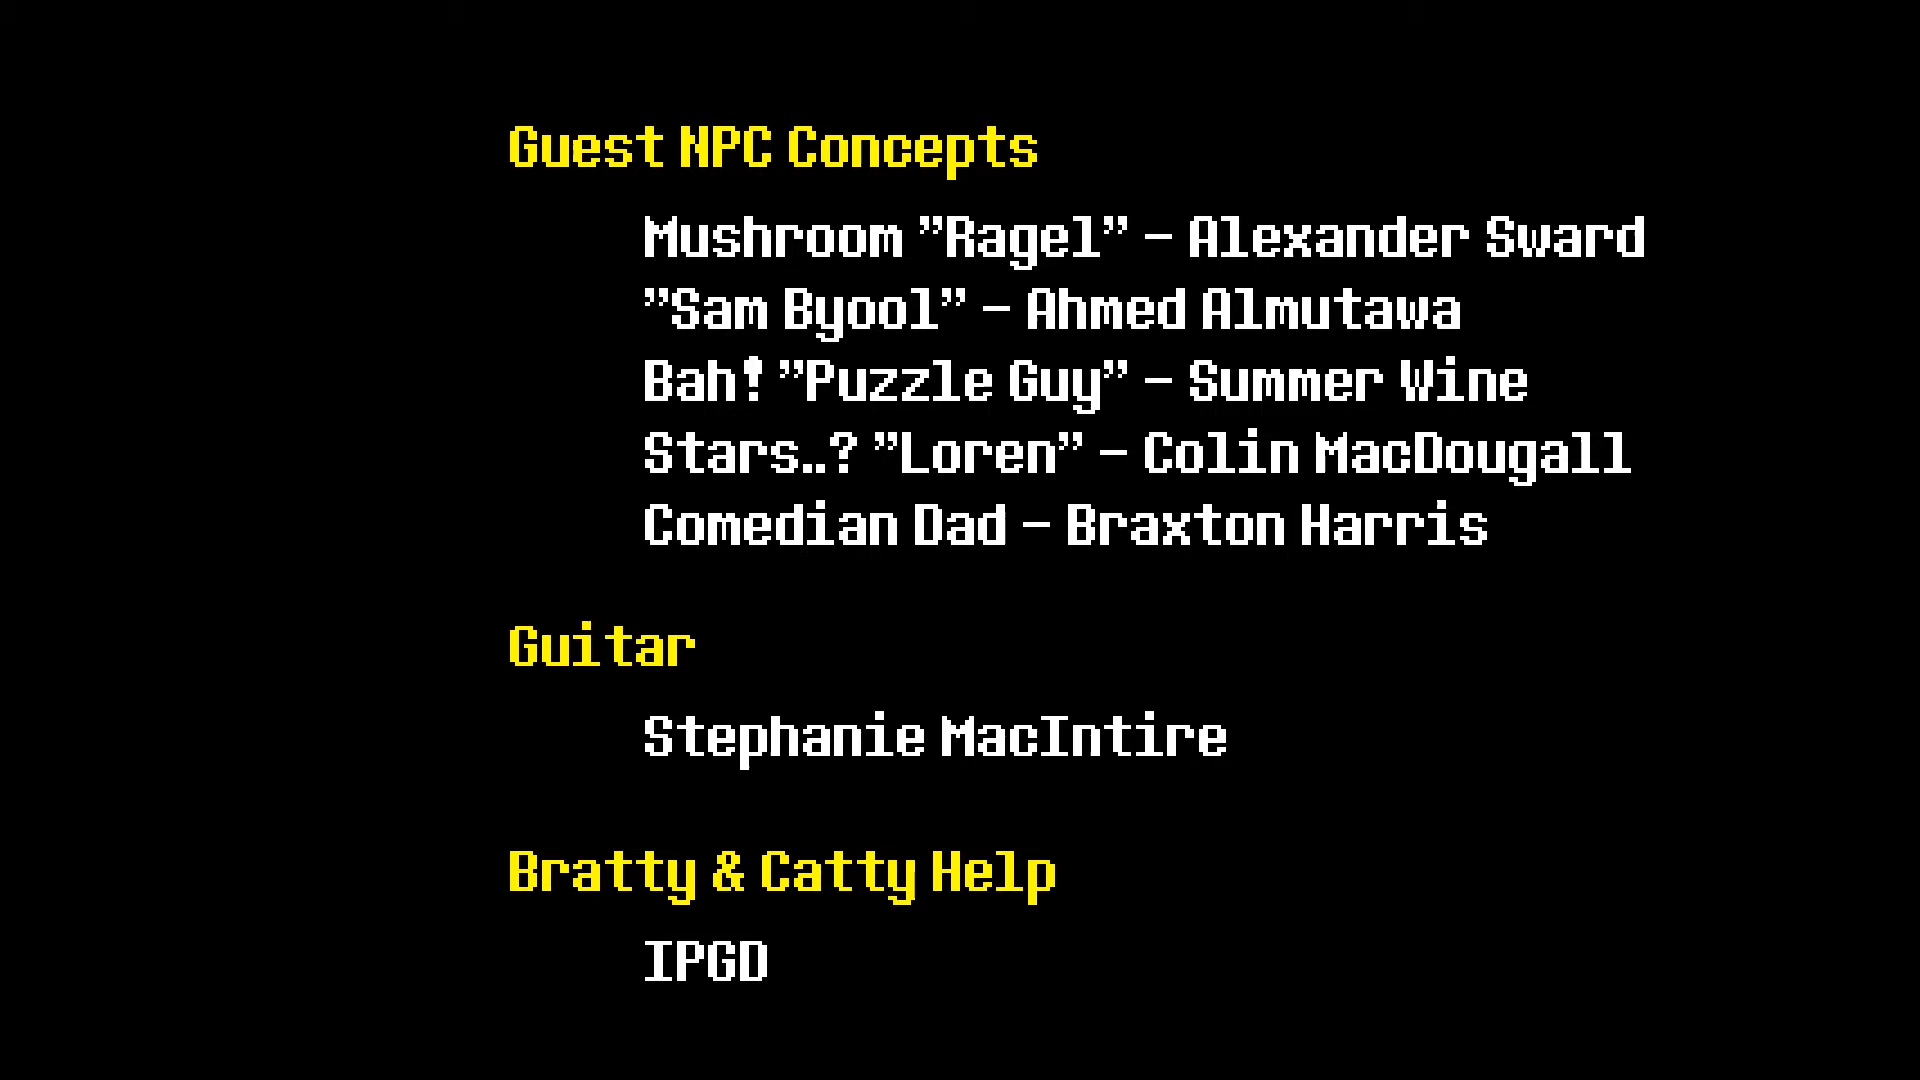 Guest NPC Concepts
Mushroom "Ragel" - Alexander Sward
"Sam Byool" - Ahmed Almutawa
Bah! "Puzzle Guy" - Summer Wine
Stars..? "Loren" - Colin MacDougall
Comedian Dad - Braxton Harris
Guitar
Stephanie MacIntire
Bratty & Catty Help
IPGD